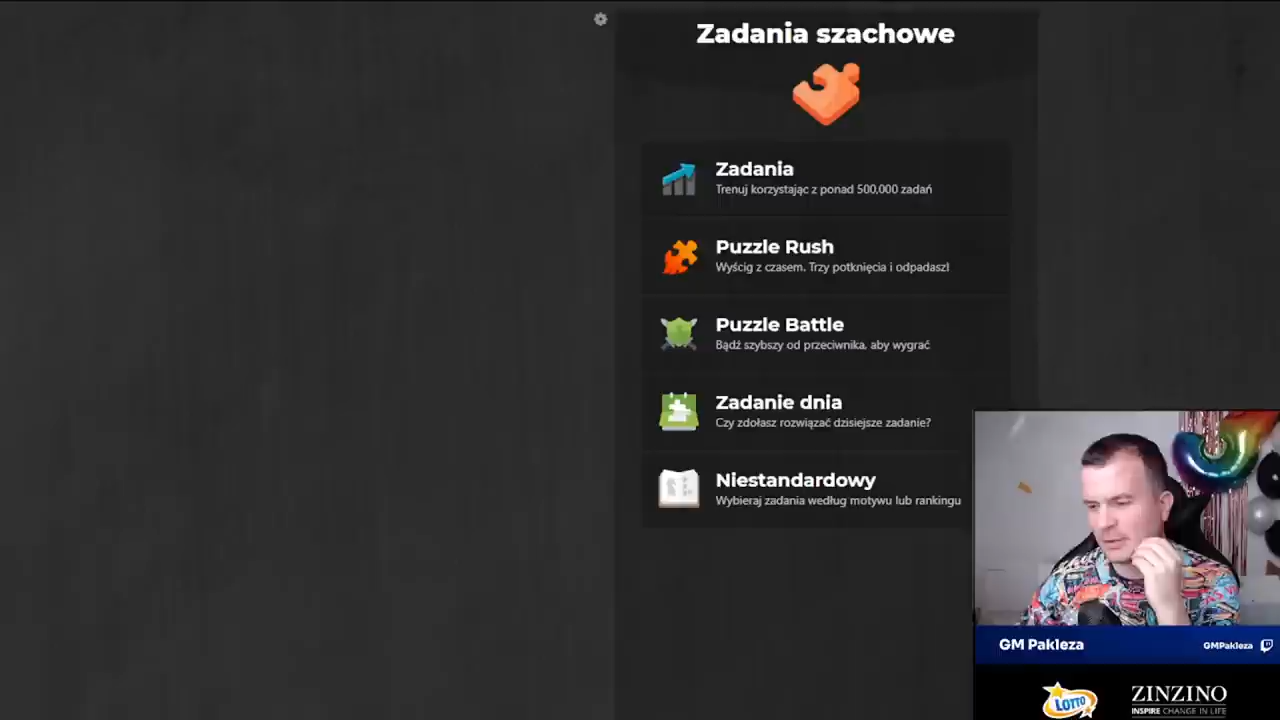 Zadania szachowe
Zadania
Trenuj korzystając z ponad 500,000 zadań
Puzzle Rush
Wyścig z czasem. Trzy potknięcia i odpadasz!
Puzzle Battle
Bądź szybszy od przeciwnika, aby wygrać
Zadanie dnia
Czy zdołasz rozwiązać dzisiejsze zadanie?
Niestandardowy
Wybieraj zadania według motywu lub rankingu
GM Pakleza
GMPakleza
LOTTO
ZINZINO
INSPIRE CHANGE IN LIFE